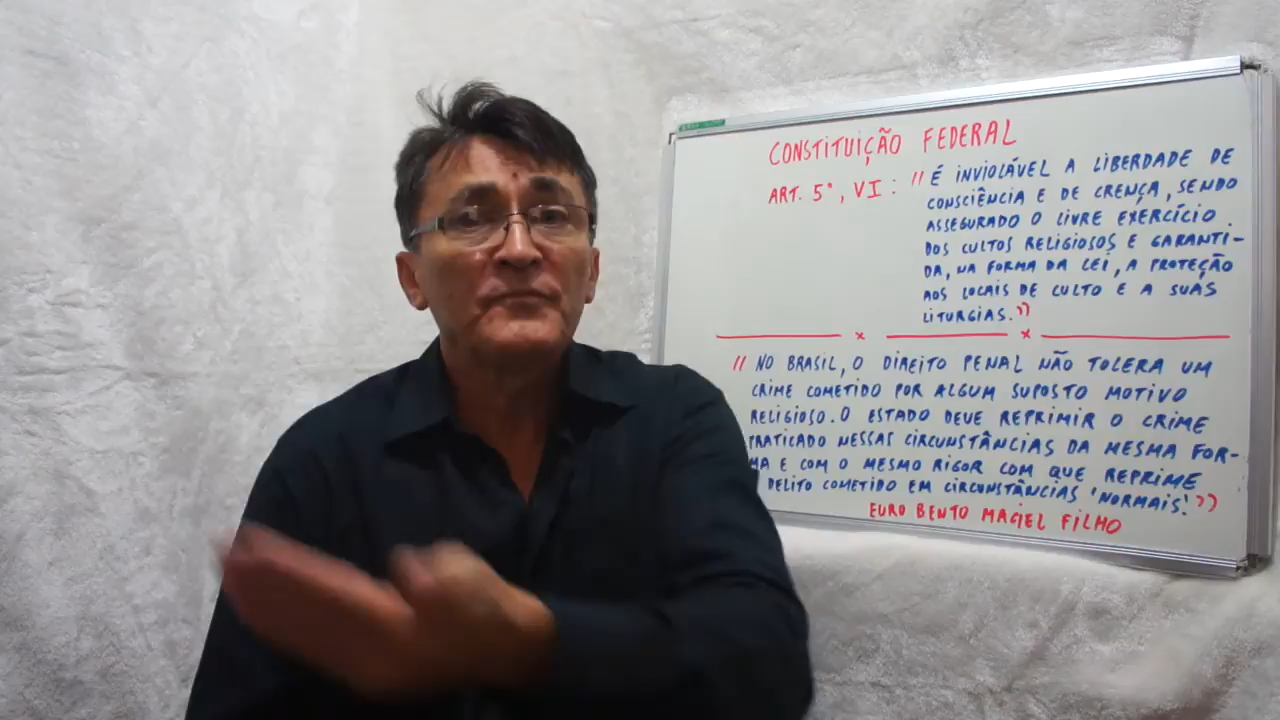 CONSTITUIÇÃO FEDERAL
ART. 5°, VI : "É INVIOLÁVEL A LIBERDADE DE
CONSCIÊNCIA E DE CRENÇA, SENDO
ASSEGURADO O LIVRE EXERCÍCIO
DOS CULTOS RELIGIOSOS E GARANTI-
DA, NA FORMA DA LEI, A PROTEÇÃO
AOS LOCAIS DE CULTO E A SUAS
LITURGIAS."
"NO BRASIL, O DIREITO PENAL NÃO TOLERA UM
CRIME COMETIDO POR ALGUM SUPOSTO MOTIVO
RELIGIOSO. O ESTADO DEVE REPRIMIR O CRIME
PRATICADO NESSAS CIRCUNSTÂNCIAS DA MESMA FOR-
MA E COM O MESMO RIGOR COM QUE REPRIME
DELITO COMETIDO EM CIRCUNSTÂNCIAS 'NORMAIS'."
EURO BENTO MACIEL FILHO